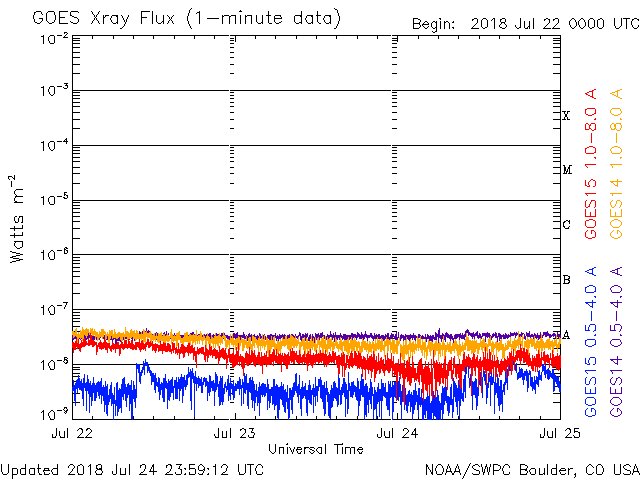 GOES Xray Flux (1-minute data)
Begin: 2018 Jul 22 0000 UTC
10⁻²
10⁻³
10⁻⁴
10⁻⁵
10⁻⁶
10⁻⁷
10⁻⁸
10⁻⁹
Watts m⁻²
X
M
C
B
A
GOES15 1.0-8.0 A
GOES14 1.0-8.0 A
GOES15 0.5-4.0 A
GOES14 0.5-4.0 A
Jul 22 Jul 23 Jul 24 Jul 25
Universal Time
Updated 2018 Jul 24 23:59:12 UTC
NOAA/SWPC Boulder, CO USA